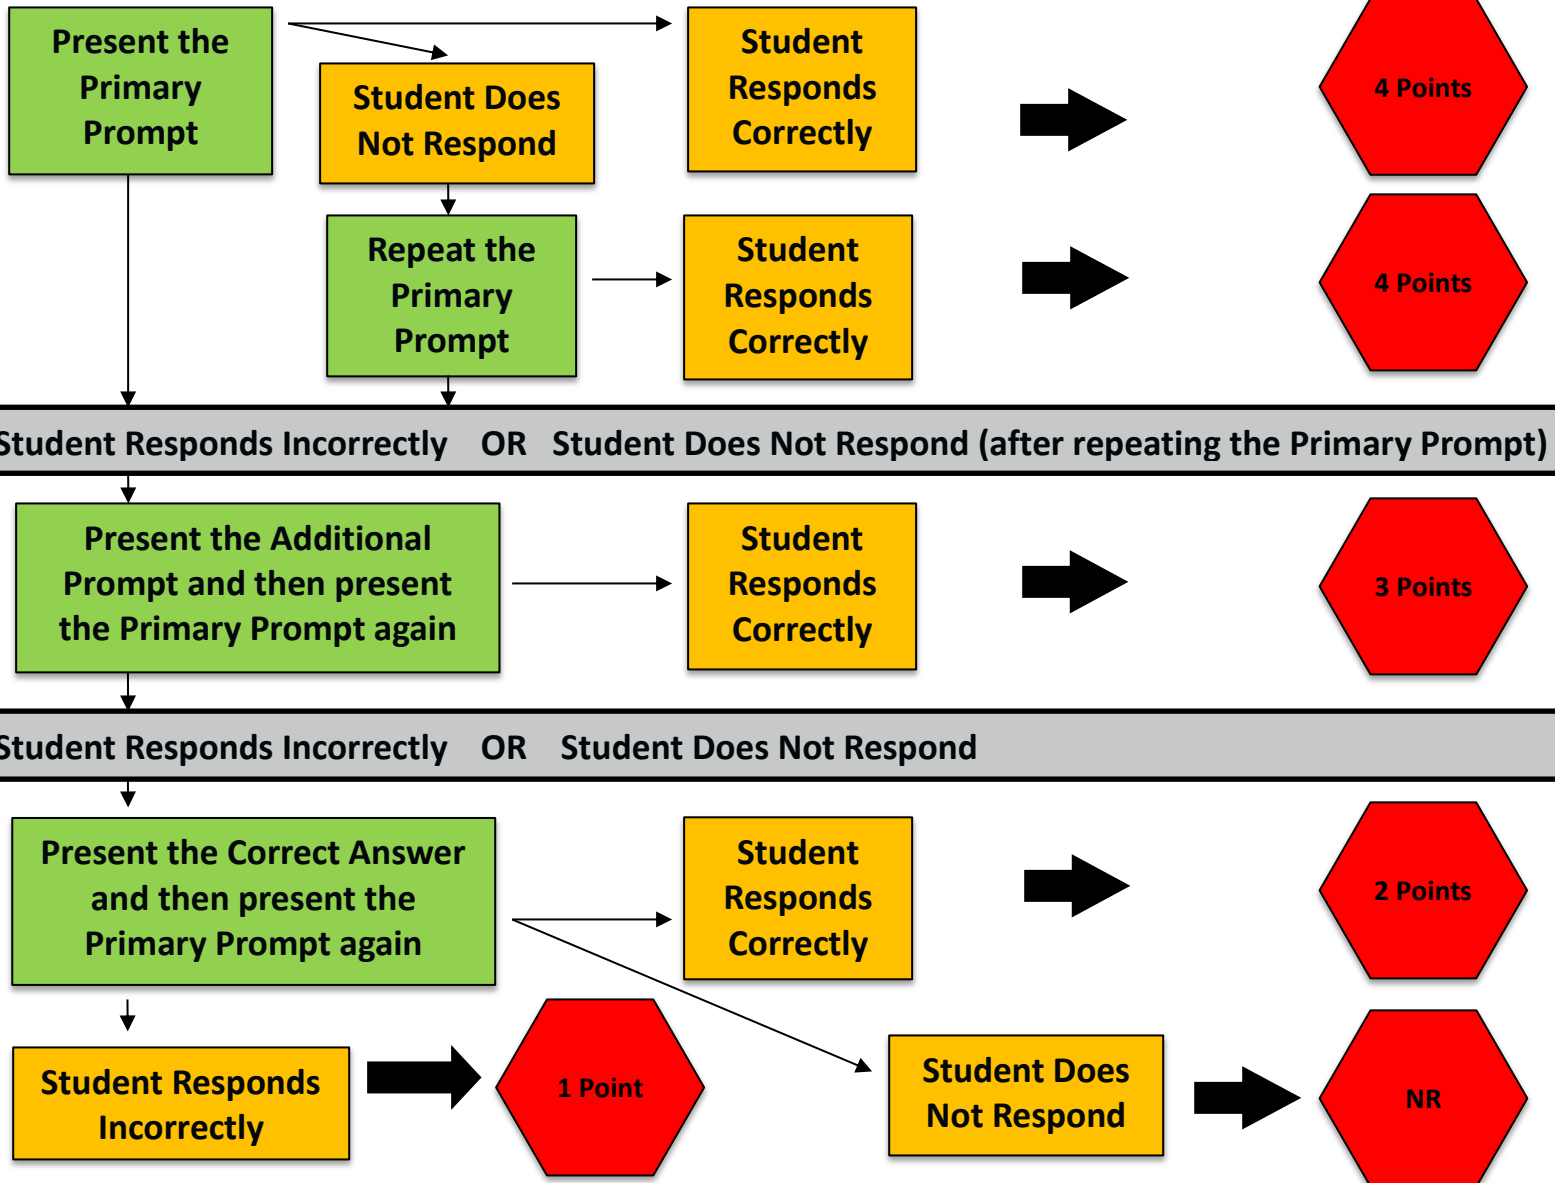 Present the
Primary
Prompt
Student Does
Not Respond
Student
Responds
Correctly
4 Points
Repeat the
Primary
Prompt
Student
Responds
Correctly
4 Points
Student Responds Incorrectly OR Student Does Not Respond (after repeating the Primary Prompt)
Present the Additional
Prompt and then present
the Primary Prompt again
Student
Responds
Correctly
3 Points
Student Responds Incorrectly OR Student Does Not Respond
Present the Correct Answer
and then present the
Primary Prompt again
Student
Responds
Correctly
2 Points
Student Responds
Incorrectly
1 Point
Student Does
Not Respond
NR